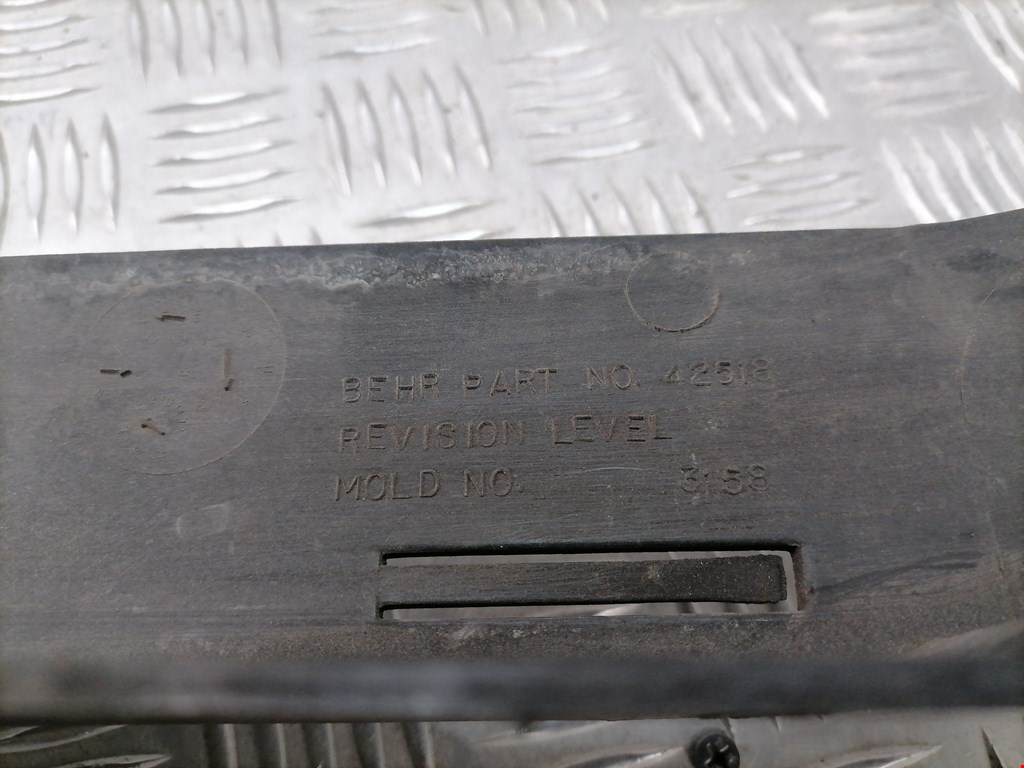 BEHR PART NO. 42518
REVISION LEVEL
MOLD NO. 3158